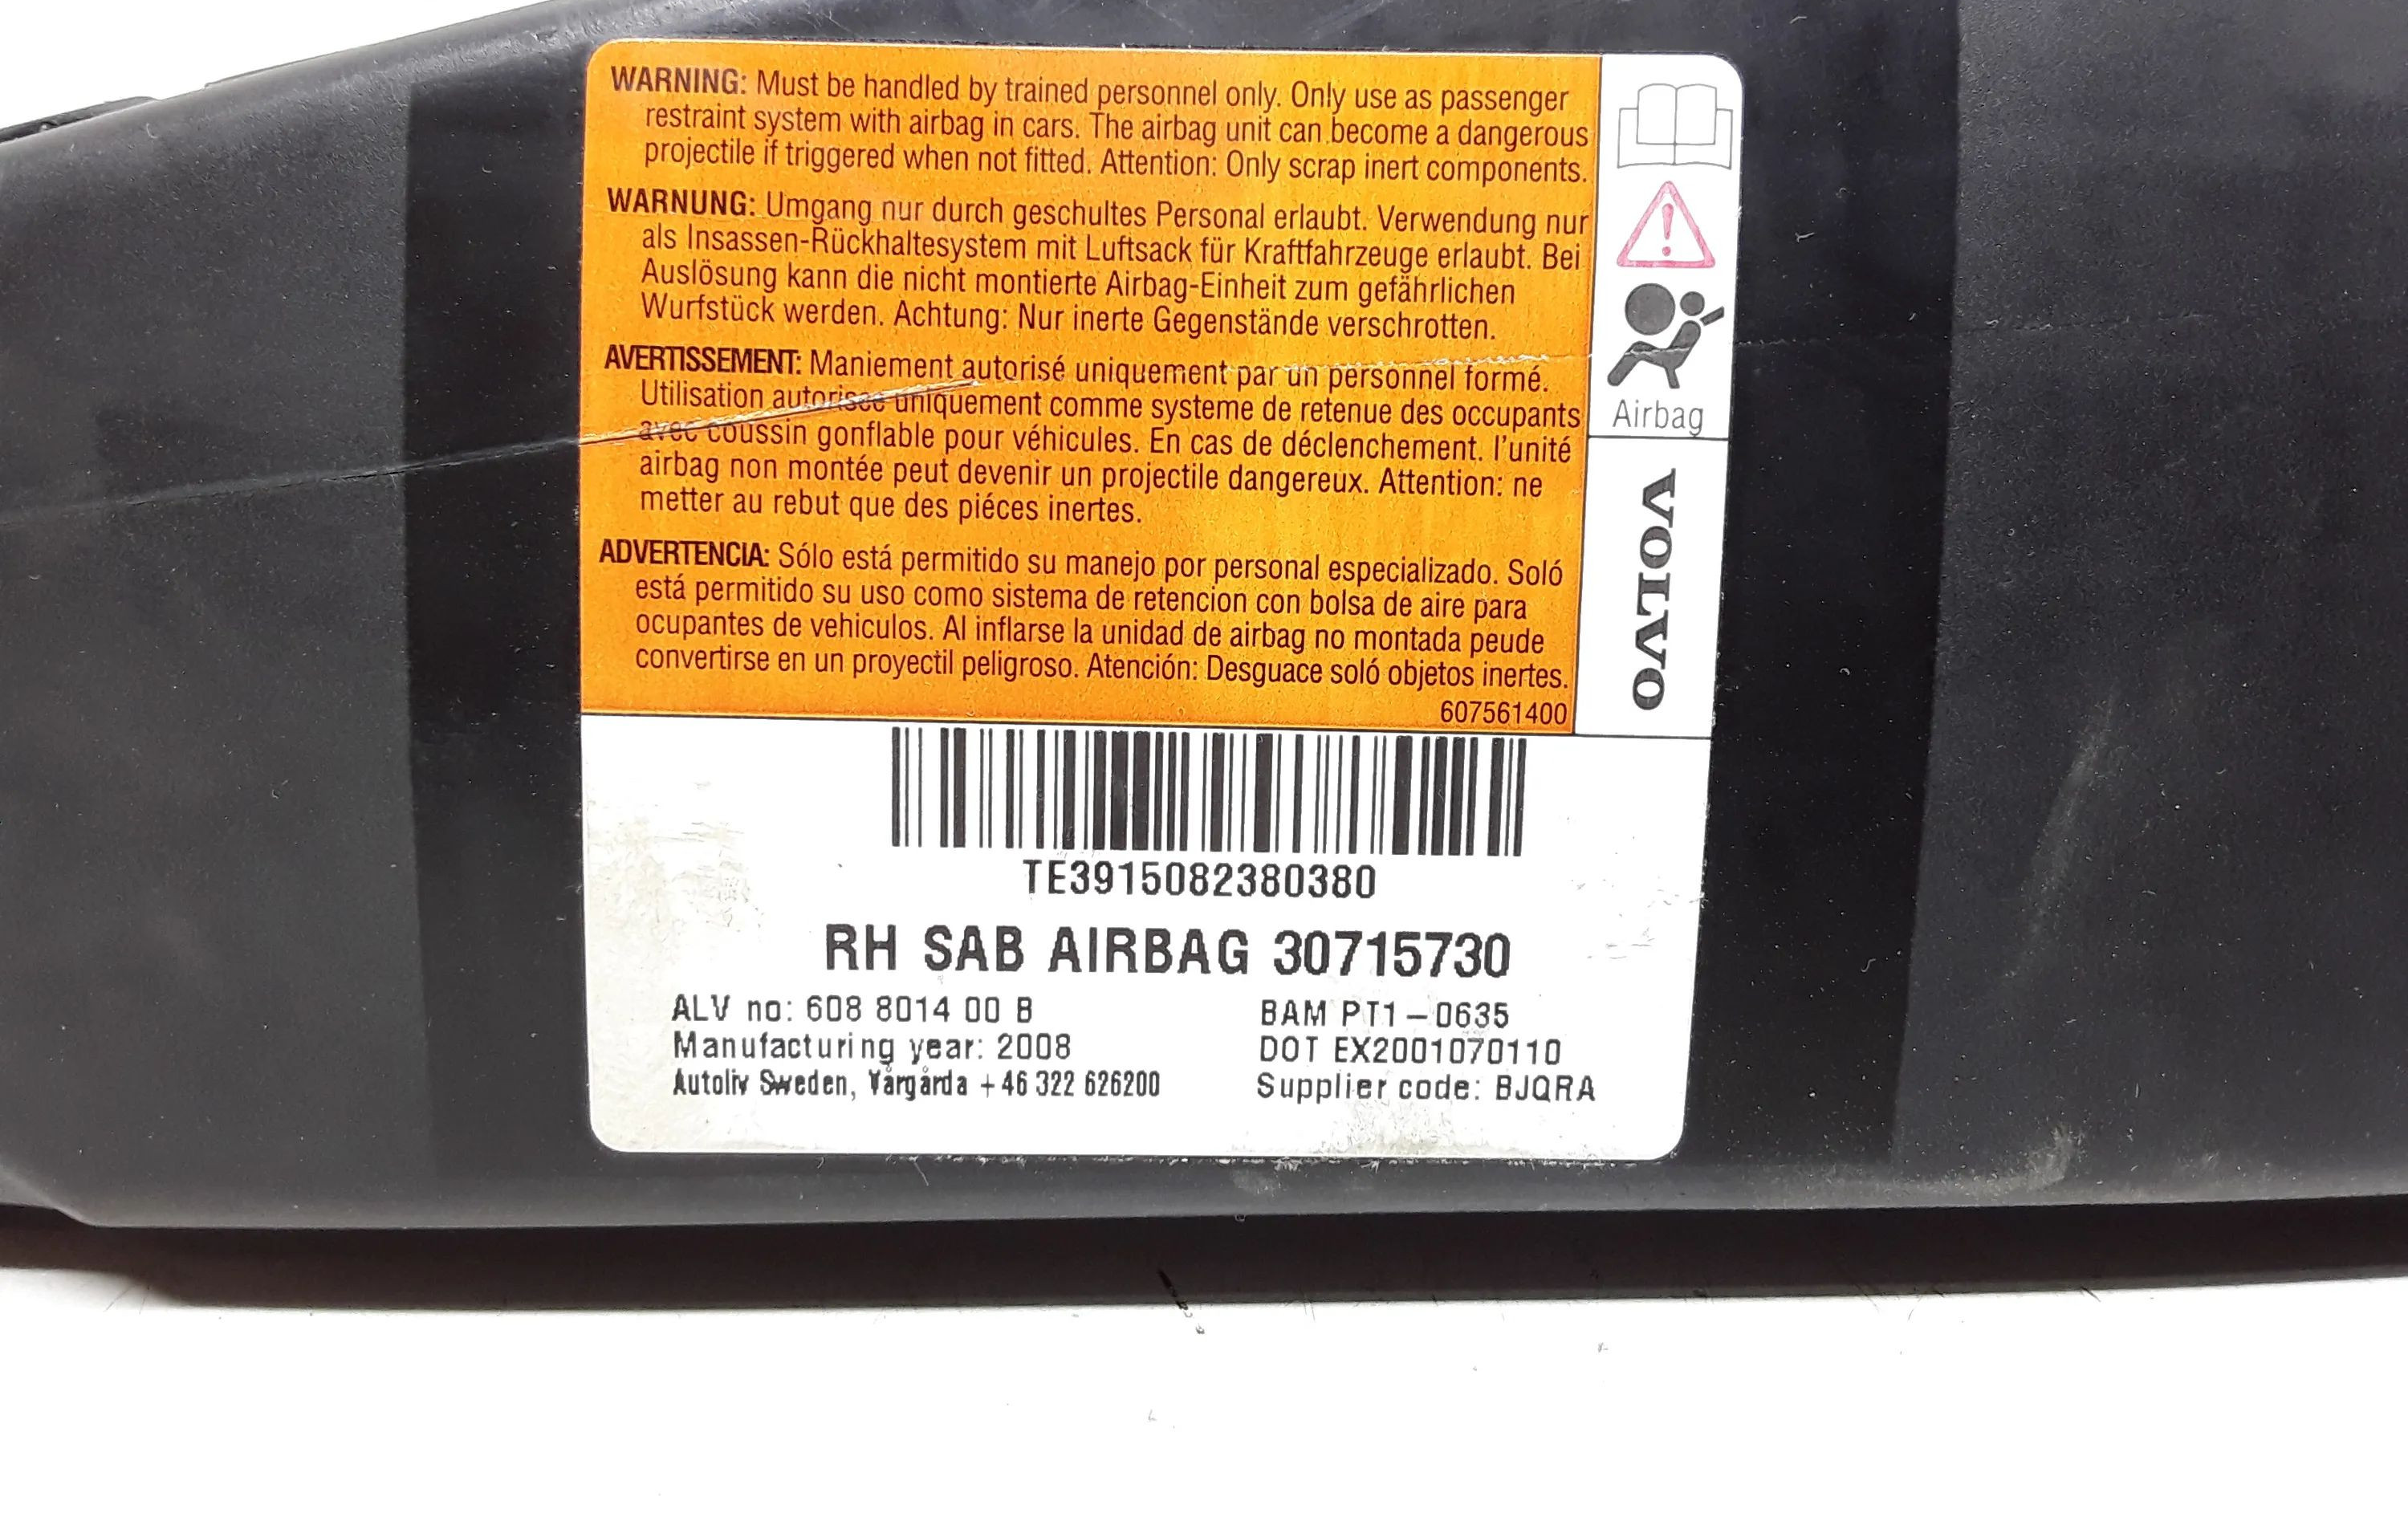 WARNING: Must be handled by trained personnel only. Only use as passenger
restraint system with airbag in cars. The airbag unit can become a dangerous
projectile if triggered when not fitted. Attention: Only scrap inert components.
WARNUNG: Umgang nur durch geschultes Personal erlaubt. Verwendung nur
als Insassen-Rückhaltesystem mit Luftsack für Kraftfahrzeuge erlaubt. Bei
Auslösung kann die nicht montierte Airbag-Einheit zum gefährlichen
Wurfstück werden. Achtung: Nur inerte Gegenstände verschrotten.
AVERTISSEMENT: Maniement autorisé uniquement par un personnel formé.
Utilisation autorisee uniquement comme systeme de retenue des occupants
avec coussin gonflable pour véhicules. En cas de déclenchement. l'unité
airbag non montée peut devenir un projectile dangereux. Attention: ne
metter au rebut que des piéces inertes.
ADVERTENCIA: Sólo está permitido su manejo por personal especializado. Soló
está permitido su uso como sistema de retencion con bolsa de aire para
ocupantes de vehiculos. Al inflarse la unidad de airbag no montada peude
convertirse en un proyectil peligroso. Atención: Desguace soló objetos inertes.
607561400
Airbag
VOLVO
TE3915082380380
RH SAB AIRBAG 30715730
ALV no: 608 8014 00 B
BAM PT1-0635
Manufacturing year: 2008
DOT EX2001070110
Autoliv Sweden, Vårgårda +46 322 626200
Supplier code: BJQRA